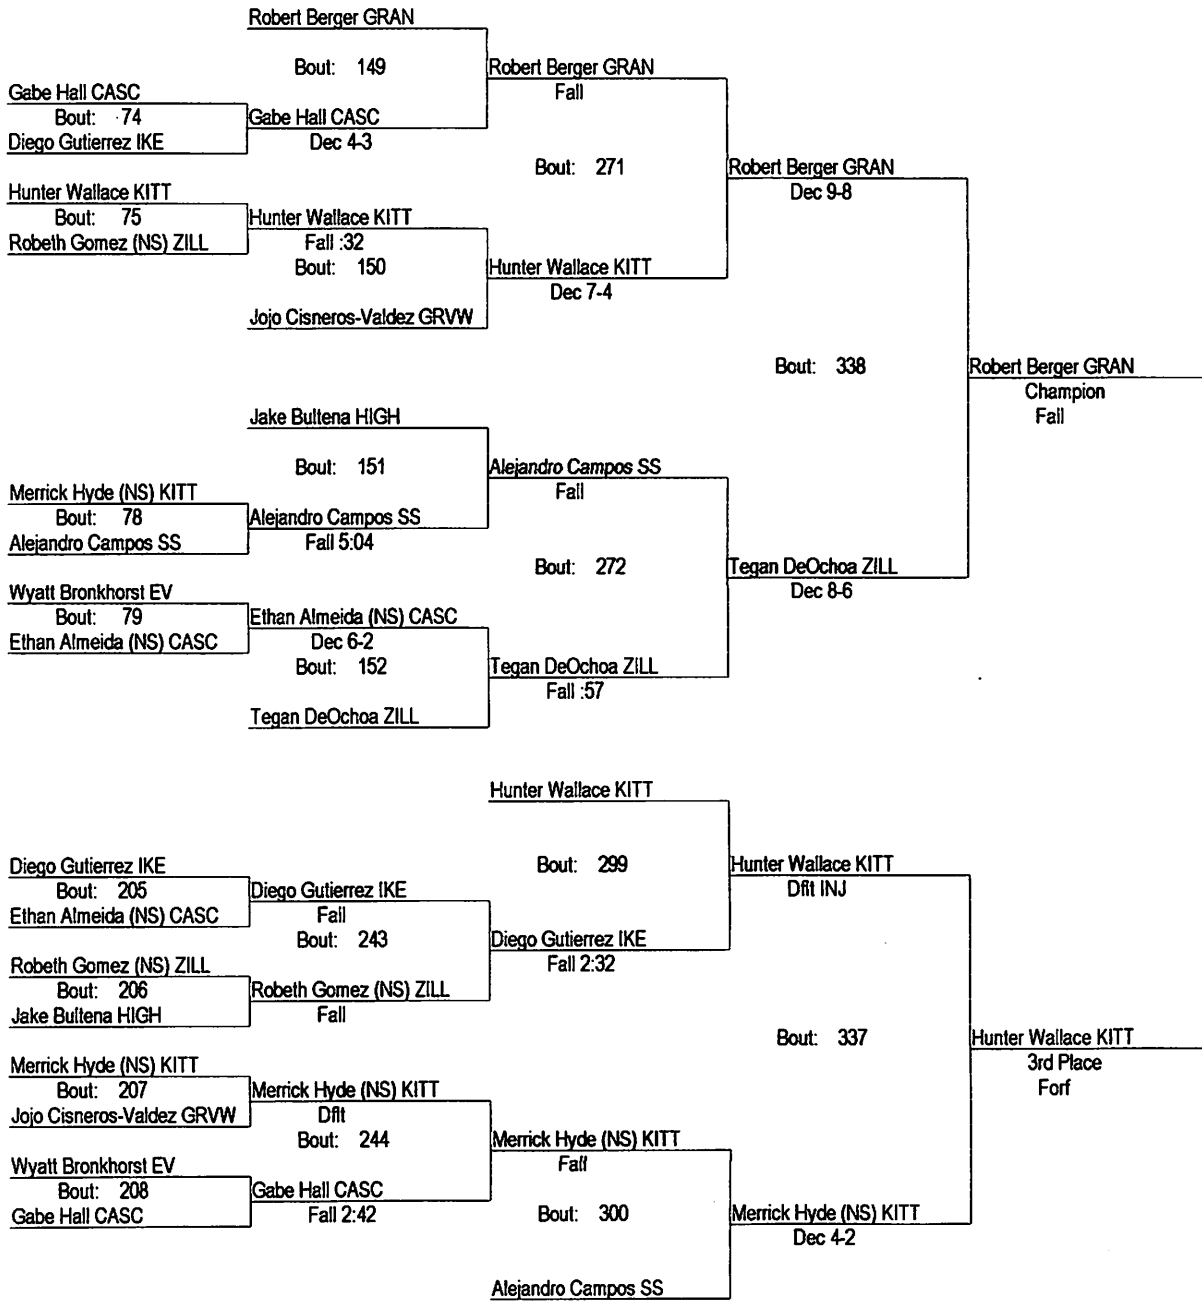 Robert Berger GRAN
Bout: 149
Robert Berger GRAN
Fall
Gabe Hall CASC
Bout: 74
Diego Gutierrez IKE
Gabe Hall CASC
Dec 4-3
Bout: 271
Robert Berger GRAN
Dec 9-8
Hunter Wallace KITT
Bout: 75
Robeth Gomez (NS) ZILL
Hunter Wallace KITT
Fall :32
Bout: 150
Hunter Wallace KITT
Dec 7-4
Jojo Cisneros-Valdez GRVW
Bout: 338
Robert Berger GRAN
Champion
Fall
Jake Bultena HIGH
Bout: 151
Alejandro Campos SS
Fall
Merrick Hyde (NS) KITT
Bout: 78
Alejandro Campos SS
Alejandro Campos SS
Fall 5:04
Bout: 272
Tegan DeOchoa ZILL
Dec 8-6
Wyatt Bronkhorst EV
Bout: 79
Ethan Almeida (NS) CASC
Ethan Almeida (NS) CASC
Dec 6-2
Bout: 152
Tegan DeOchoa ZILL
Fall :57
Tegan DeOchoa ZILL
Hunter Wallace KITT
Bout: 299
Hunter Wallace KITT
Dflt INJ
Diego Gutierrez IKE
Bout: 205
Ethan Almeida (NS) CASC
Diego Gutierrez IKE
Fall
Bout: 243
Diego Gutierrez IKE
Fall 2:32
Robeth Gomez (NS) ZILL
Bout: 206
Jake Bultena HIGH
Robeth Gomez (NS) ZILL
Fall
Bout: 337
Hunter Wallace KITT
3rd Place
Forf
Merrick Hyde (NS) KITT
Bout: 207
Jojo Cisneros-Valdez GRVW
Merrick Hyde (NS) KITT
Dflt
Bout: 244
Merrick Hyde (NS) KITT
Fall
Wyatt Bronkhorst EV
Bout: 208
Gabe Hall CASC
Gabe Hall CASC
Fall 2:42
Bout: 300
Merrick Hyde (NS) KITT
Dec 4-2
Alejandro Campos SS